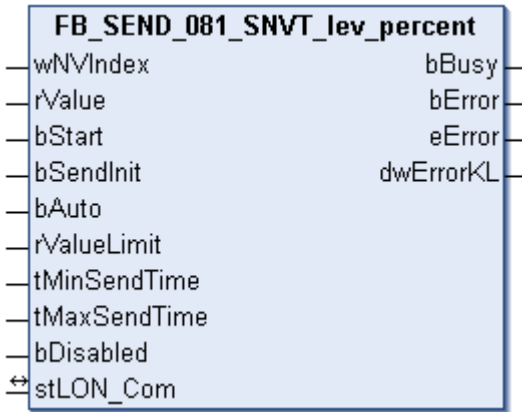 FB_SEND_081_SNVT_lev_percent
wNVIndex bBusy
rValue bError
bStart eError
bSendInit dwErrorKL
bAuto
rValueLimit
tMinSendTime
tMaxSendTime
bDisabled
stLON_Com